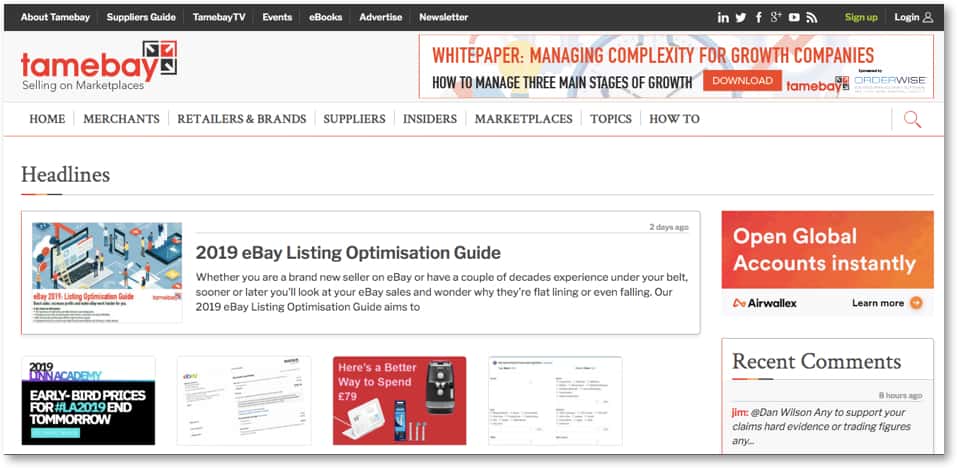 About Tamebay Suppliers Guide TamebayTV Events eBooks Advertise Newsletter Sign up Login
tamebay
Selling on Marketplaces
WHITEPAPER: MANAGING COMPLEXITY FOR GROWTH COMPANIES
HOW TO MANAGE THREE MAIN STAGES OF GROWTH DOWNLOAD tamebay Sponsored by ORDERWISE
HOME MERCHANTS RETAILERS & BRANDS SUPPLIERS INSIDERS MARKETPLACES TOPICS HOW TO
Headlines
2 days ago
2019 eBay Listing Optimisation Guide
Whether you are a brand new seller on eBay or have a couple of decades experience under your belt,
sooner or later you'll look at your eBay sales and wonder why they're flat lining or even falling. Our
2019 eBay Listing Optimisation Guide aims to
eBay 2019: Listing Optimisation Guide
tamebay
Open Global
Accounts instantly
Airwallex Learn more
2019
LINN ACADEMY
EARLY-BIRD PRICES
FOR #LA2019 END
TOMMORROW
ebay
Here's a Better
Way to Spend
£79
Recent Comments
8 hours ago
jim: @Dan Wilson Any to support your
claims hard evidence or trading figures
any...